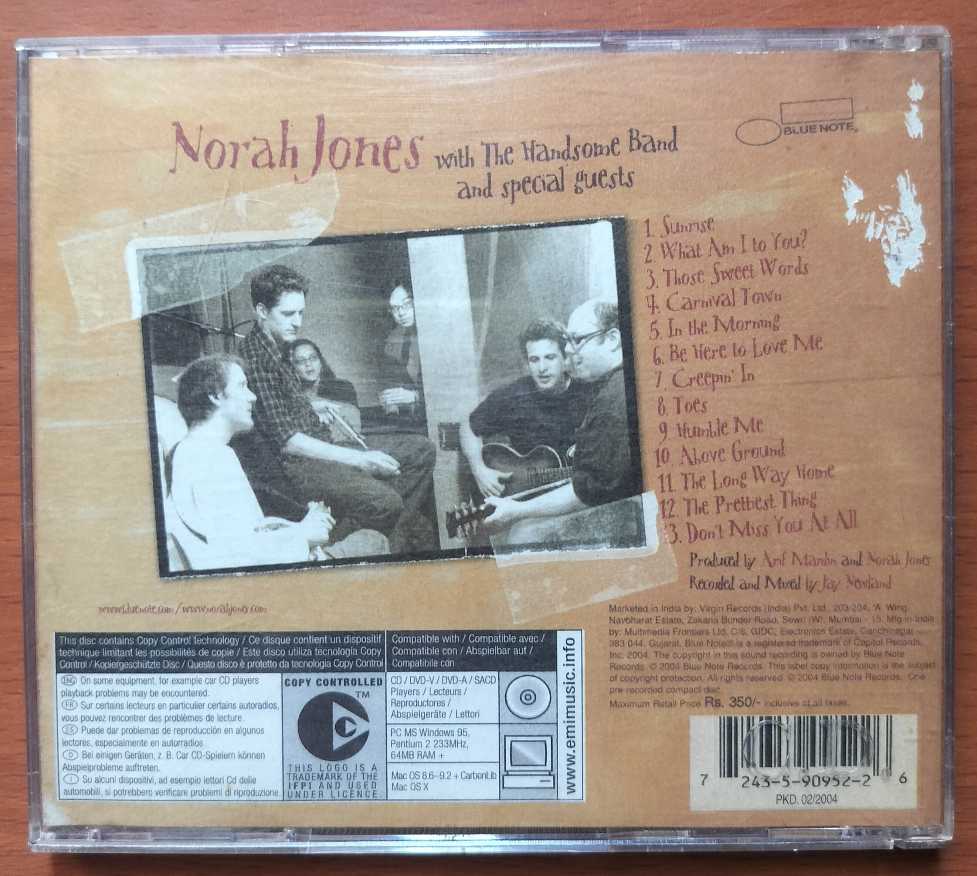 BLUE NOTE®
Norah Jones with The Handsome Band
and special guests
1. Sunrise
2. What Am I to You?
3. Those Sweet Words
4. Carnival Town
5. In the Morning
6. Be Here to Love Me
7. Creepin' In
8. Toes
9. Humble Me
10. Above Ground
11. The Long Way Home
12. The Prettiest Thing
3. Don't Miss You At All
Produced by Arif Mardin and Norah Jones
Recorded and Mixed by Jay Newland
www.bluenote.com / www.norahjones.com
Marketed in India by: Virgin Records (India) Pvt. Ltd., 203-204, 'A' Wing,
Navbharat Estate, Zakaria Bunder Road, Sewri (W), Mumbai - 15. Mfg in India
by: Multimedia Frontiers Ltd, C/6, GIDC, Electronics Estate, Gandhinagar -
383 044, Gujarat. Blue Note® is a registered trademark of Capitol Records,
Inc. 2004. The copyright in this sound recording is owned by Blue Note
Records. © 2004 Blue Note Records. This label copy information is the subject
of copyright protection. All rights reserved. © 2004 Blue Note Records. One
pre-recorded compact disc.
Maximum Retail Price Rs. 350/- inclusive of all taxes.
This disc contains Copy Control technology / Ce disque contient un dispositif
technique limitant les possibilités de copie / Este disco utiliza tecnología Copy
Control / Kopiergeschützte Disc / Questo disco è protetto da tecnologia Copy Control
ENG On some equipment, for example car CD players
playback problems may be encountered.
FR Sur certains lecteurs en particulier certains autoradios,
vous pouvez rencontrer des problèmes de lecture.
ES Puede dar problemas de reproducción en algunos
lectores, especialmente en autorradios.
D Bei einigen Geräten, z. B. Car CD-Spielern können
Abspielprobleme auftreten.
I Su alcuni dispositivi, ad esempio lettori Cd delle
automobili, si potrebbero verificare problemi di riproduzione.
COPY CONTROLLED
TM
THIS LOGO IS A
TRADEMARK OF THE
IFPI AND USED
UNDER LICENCE.
Compatible with / Compatible avec /
Compatible con / Abspielbar auf /
Compatibile con
CD / DVD-V / DVD-A / SACD
Players / Lecteurs /
Reproductores /
Abspielgeräte / Lettori
PC MS Windows 95,
Pentium 2 233MHz,
64MB RAM +
Mac OS 8.6-9.2 + CarbonLib
Mac OS X
www.emimusic.info
7 243-5-90952-2 6
PKD. 02/2004